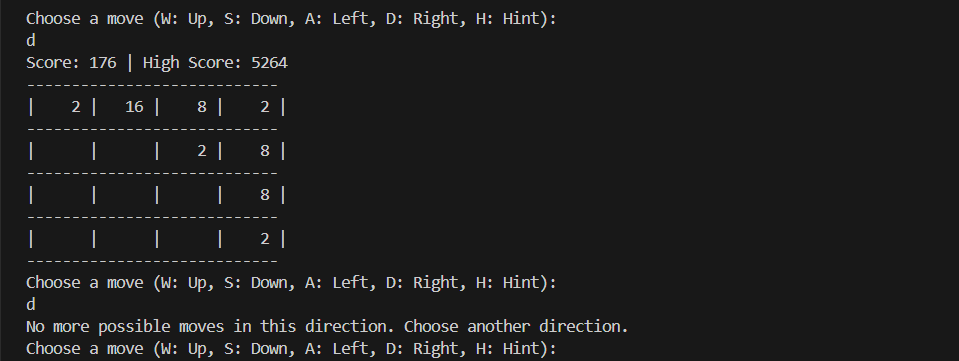 Choose a move (W: Up, S: Down, A: Left, D: Right, H: Hint):
d
Score: 176 | High Score: 5264
----------------------------
|    2 |   16 |    8 |    2 |
----------------------------
|      |      |    2 |    8 |
----------------------------
|      |      |      |    8 |
----------------------------
|      |      |      |    2 |
----------------------------
Choose a move (W: Up, S: Down, A: Left, D: Right, H: Hint):
d
No more possible moves in this direction. Choose another direction.
Choose a move (W: Up, S: Down, A: Left, D: Right, H: Hint):